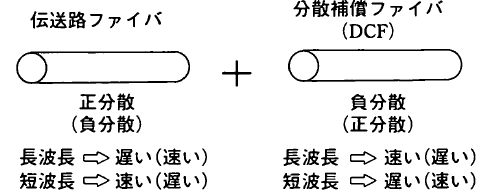 伝送路ファイバ
分散補償ファイバ
(DCF)
+
正分散
(負分散)
負分散
(正分散)
長波長 ⇨ 遅い(速い)
短波長 ⇨ 速い(遅い)
長波長 ⇨ 速い(遅い)
短波長 ⇨ 遅い(速い)